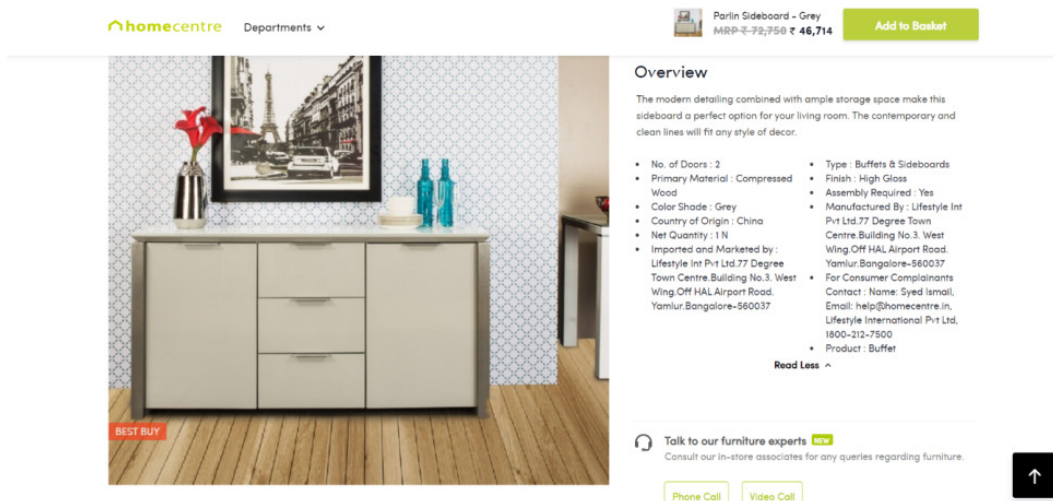 homecentre
Departments
Parlin Sideboard - Grey
MRP ₹ 72,750 ₹ 46,714
Add to Basket
BEST BUY
Overview
The modern detailing combined with ample storage space make this
sideboard a perfect option for your living room. The contemporary and
clean lines will fit any style of decor.
• No. of Doors : 2
• Primary Material : Compressed
Wood
• Color Shade : Grey
• Country of Origin : China
• Net Quantity : 1 N
• Imported and Marketed by :
Lifestyle Int Pvt Ltd.77 Degree
Town Centre.Building No.3. West
Wing.Off HAL Airport Road.
Yamlur.Bangalore-560037
• Type : Buffets & Sideboards
• Finish : High Gloss
• Assembly Required : Yes
• Manufactured By : Lifestyle Int
Pvt Ltd.77 Degree Town
Centre.Building No.3. West
Wing.Off HAL Airport Road.
Yamlur.Bangalore-560037
• For Consumer Complainants
Contact : Name: Syed Ismail,
Email: help@homecentre.in,
Lifestyle International Pvt Ltd,
1800-212-7500
• Product : Buffet
Read Less
Talk to our furniture experts NEW
Consult our in-store associates for any queries regarding furniture.
Phone Call
Video Call